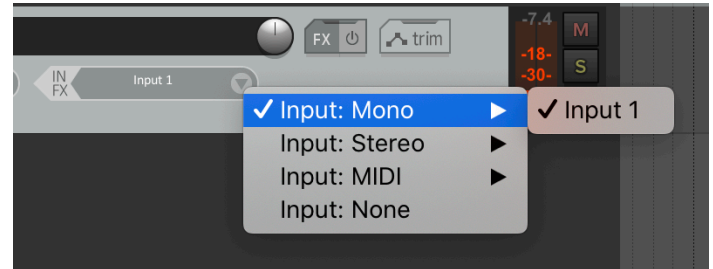 -7.4
M
FX
trim
-18-
S
-30-
IN
FX
Input 1
✓ Input: Mono ▶
✓ Input 1
Input: Stereo ▶
Input: MIDI ▶
Input: None